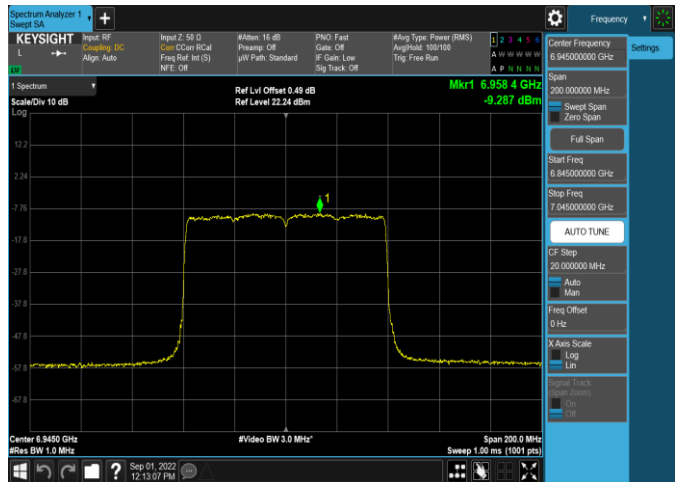 Spectrum Analyzer 1
Swept SA
+
Frequency
KEYSIGHT
L
LV
Input: RF
Coupling: DC
Align: Auto
Input Z: 50 Ω
Corr CCorr RCal
Freq Ref: Int (S)
NFE: Off
#Atten: 16 dB
Preamp: Off
µW Path: Standard
PNO: Fast
Gate: Off
IF Gain: Low
Sig Track: Off
#Avg Type: Power (RMS)
Avg|Hold: 100/100
Trig: Free Run
1 2 3 4 5 6
A W W W W W
A P N N N N
1 Spectrum
Scale/Div 10 dB
Log
Ref Lvl Offset 0.49 dB
Ref Level 22.24 dBm
Mkr1 6.958 4 GHz
-9.287 dBm
12.2
2.24
-7.76
-17.8
-27.8
-37.8
-47.8
-57.8
-67.8
1
Center 6.9450 GHz
#Res BW 1.0 MHz
#Video BW 3.0 MHz*
Span 200.0 MHz
Sweep 1.00 ms (1001 pts)
Center Frequency
6.945000000 GHz
Span
200.000000 MHz
Swept Span
Zero Span
Full Span
Start Freq
6.845000000 GHz
Stop Freq
7.045000000 GHz
AUTO TUNE
CF Step
20.000000 MHz
Auto
Man
Freq Offset
0 Hz
X Axis Scale
Log
Lin
Signal Track
(Span Zoom)
On
Off
Settings
?
Sep 01, 2022
12:13:07 PM